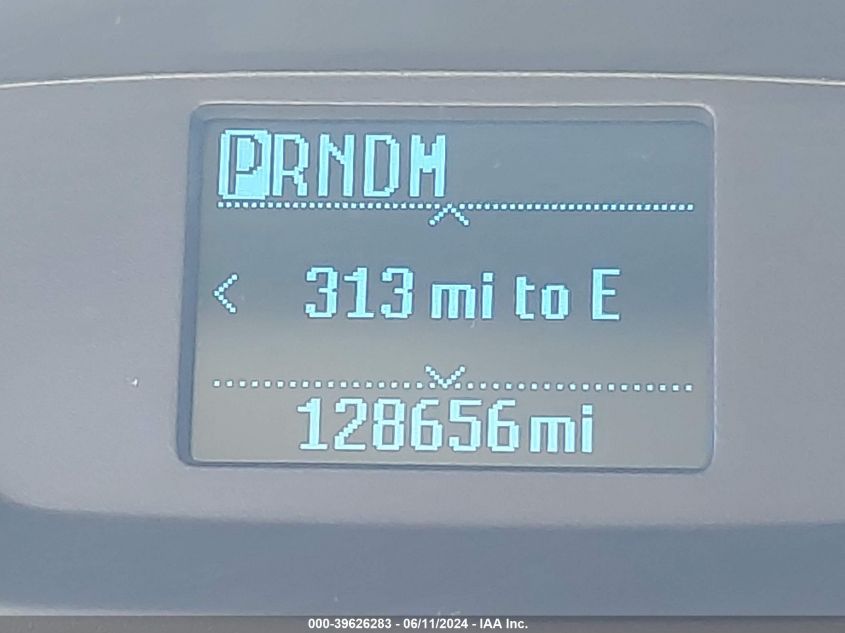 PRNDM
313 mi to E
128656mi
000-39626283 - 06/11/2024 - IAA Inc.